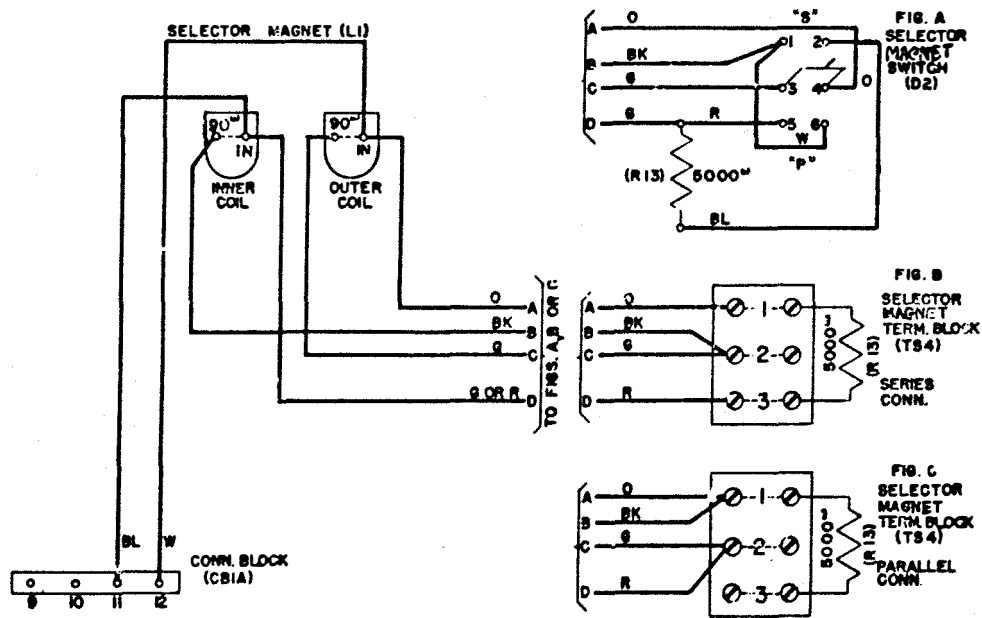 SELECTOR MAGNET (L1)
90ω
IN
INNER
COIL
90ω
IN
OUTER
COIL
O
A
BK
B
G
C
G OR R
D
TO FIGS. A, B OR C
BL
W
CONN. BLOCK
(CB1A)
9
10
11
12
FIG. A
SELECTOR
MAGNET
SWITCH
(D2)
A
O
B
BK
C
G
D
G
R
"S"
1
2
3
4
O
5
6
W
"P"
(R13)
5000ω
BL
FIG. B
SELECTOR
MAGNET
TERM. BLOCK
(TS4)
SERIES
CONN.
A
O
B
BK
C
G
D
R
1
2
3
5000ω
(R13)
FIG. C
SELECTOR
MAGNET
TERM. BLOCK
(TS4)
PARALLEL
CONN.
A
O
B
BK
C
G
D
R
1
2
3
5000ω
(R13)